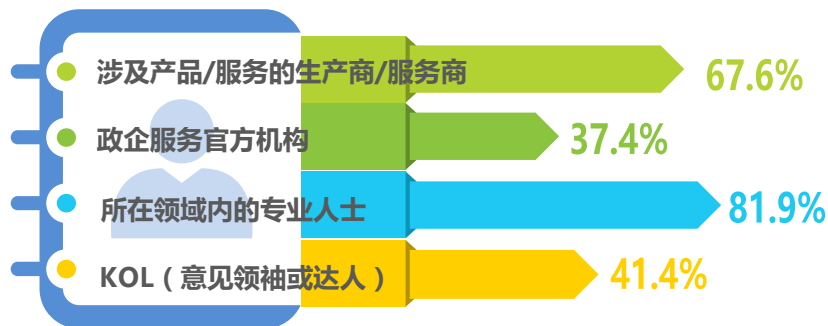 涉及产品/服务的生产商/服务商
67.6%
政企服务官方机构
37.4%
所在领域内的专业人士
81.9%
KOL（意见领袖或达人）
41.4%